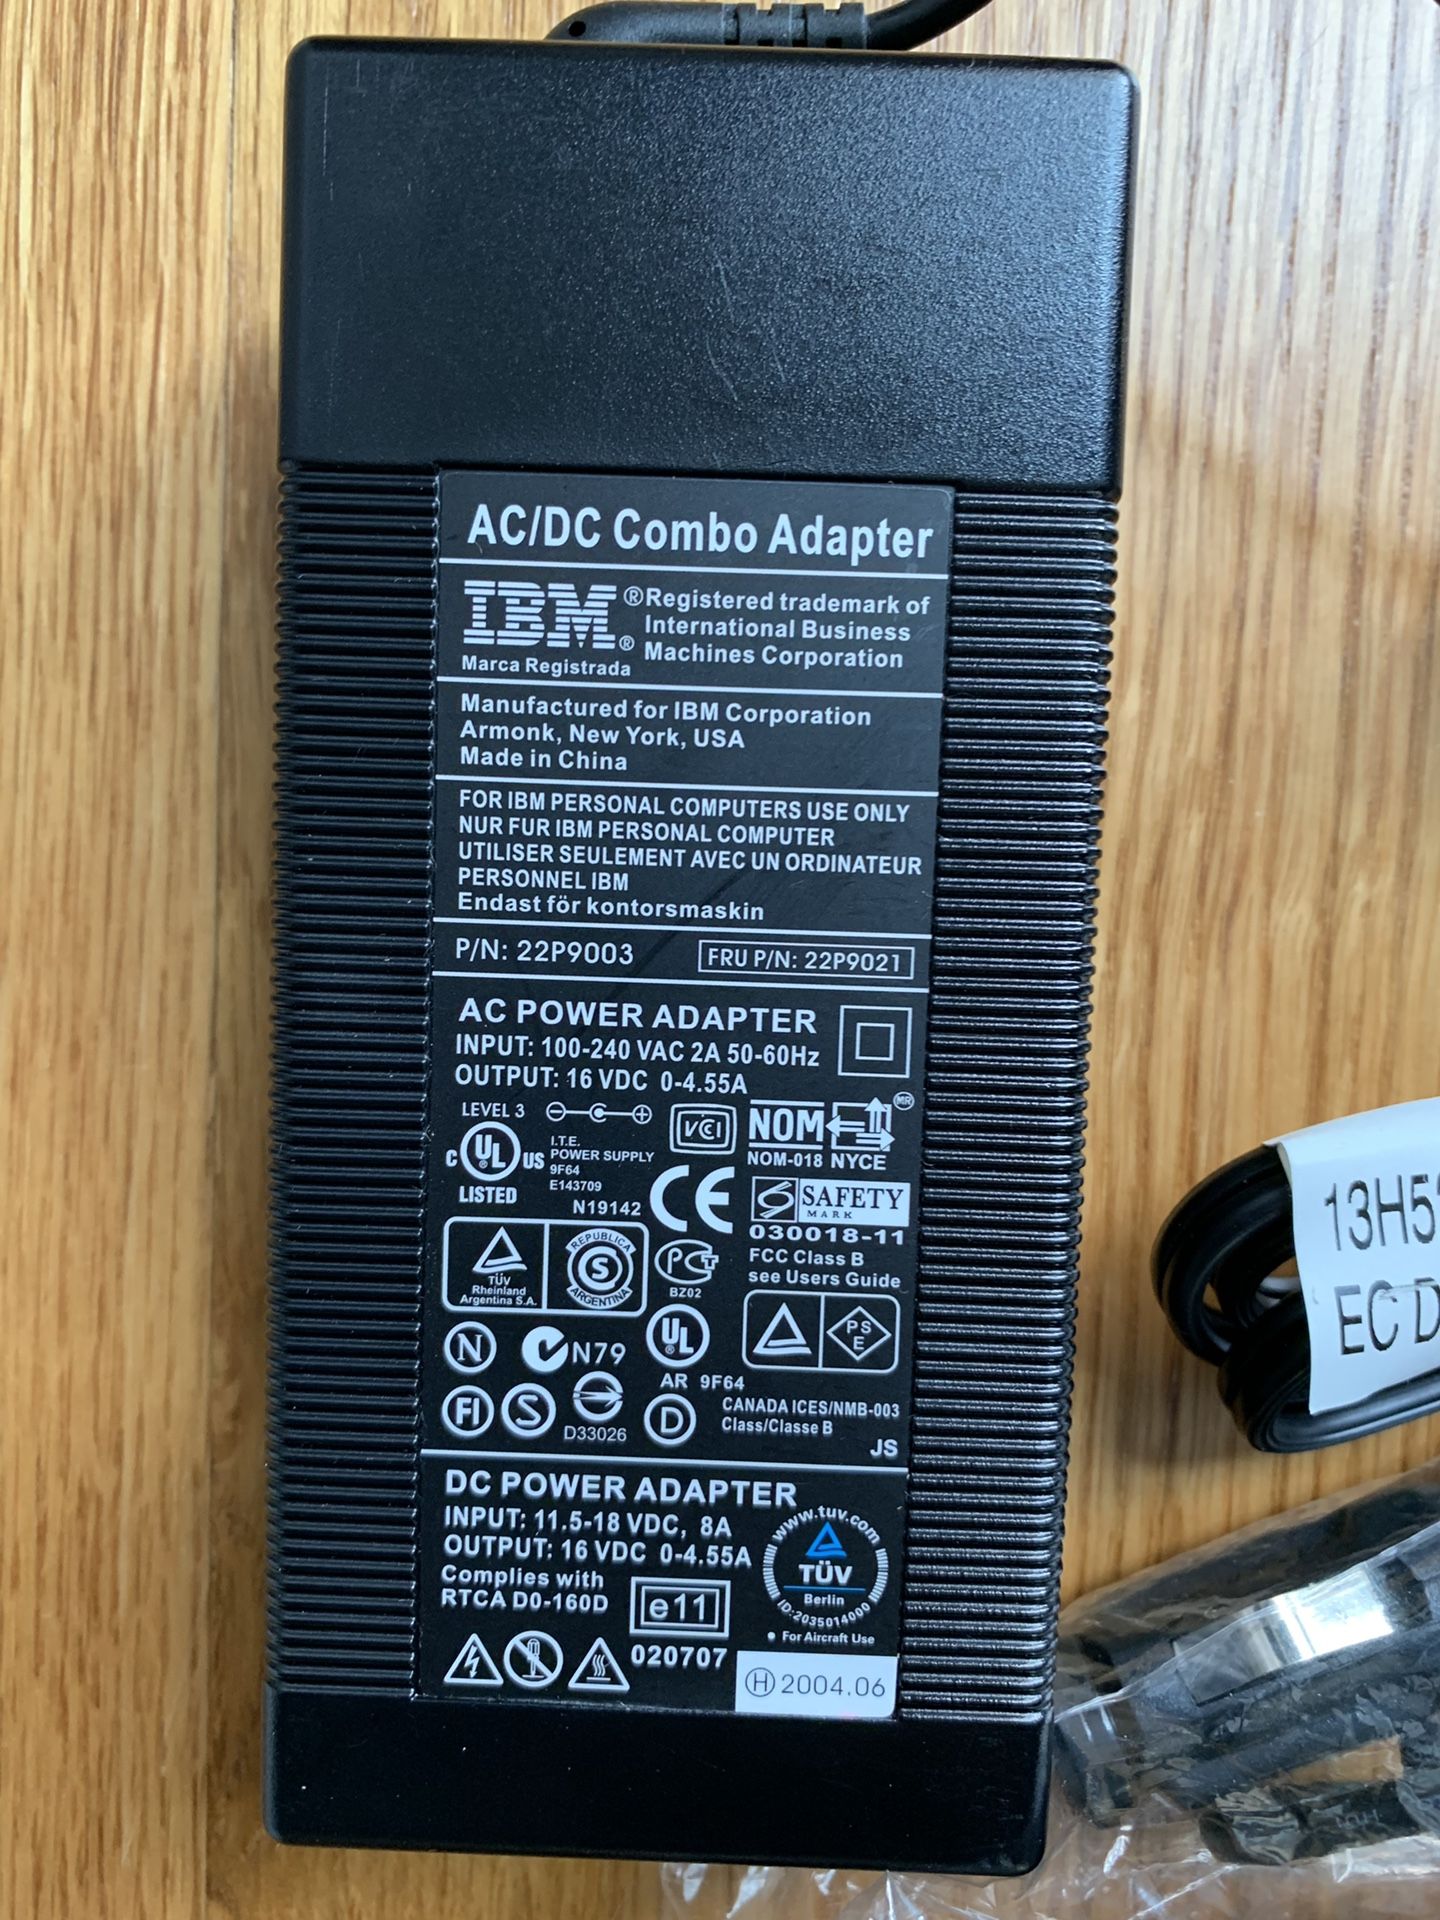 AC/DC Combo Adapter
IBM®
® Registered trademark of
International Business
Machines Corporation
Marca Registrada
Manufactured for IBM Corporation
Armonk, New York, USA
Made in China
FOR IBM PERSONAL COMPUTERS USE ONLY
NUR FUR IBM PERSONAL COMPUTER
UTILISER SEULEMENT AVEC UN ORDINATEUR
PERSONNEL IBM
Endast för kontorsmaskin
P/N: 22P9003 FRU P/N: 22P9021
AC POWER ADAPTER
INPUT: 100-240 VAC 2A 50-60Hz
OUTPUT: 16 VDC 0-4.55A
LEVEL 3
C UL® US
LISTED
I.T.E.
POWER SUPPLY
9F64
E143709
N19142
VCI
NOM MR
NOM-018 NYCE
CE
S SAFETY
MARK
030018-11
FCC Class B
see Users Guide
TÜV
Rheinland
Argentina S.A.
REPUBLICA
S
ARGENTINA
PCT
BZ02
N
N79
UL®
AR 9F64
PS
E
FI
S
D33026
D
CANADA ICES/NMB-003
Class/Classe B
JS
DC POWER ADAPTER
INPUT: 11.5-18 VDC, 8A
OUTPUT: 16 VDC 0-4.55A
Complies with
RTCA D0-160D
e11
020707
www.tuv.com
TÜV
Berlin
ID:2035014000
• For Aircraft Use
H 2004.06
13H5
EC D